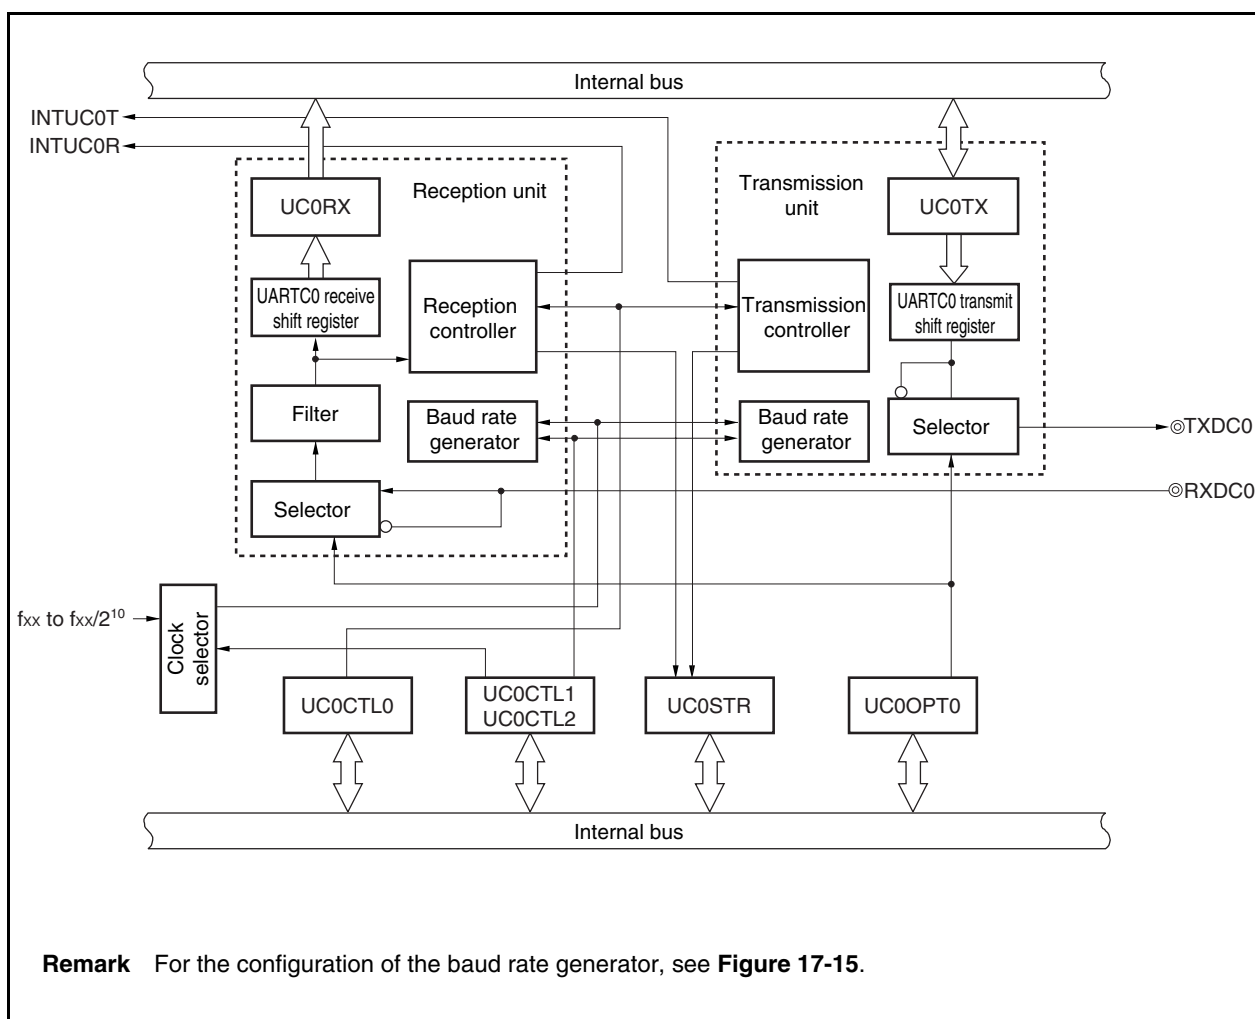 Internal bus
INTUC0T
INTUC0R
Reception unit
UC0RX
UARTC0 receive
shift register
Reception
controller
Filter
Baud rate
generator
Selector
Transmission
unit
UC0TX
Transmission
controller
UARTC0 transmit
shift register
Baud rate
generator
Selector
TXDC0
RXDC0
fxx to fxx/2¹⁰
Clock
selector
UC0CTL0
UC0CTL1
UC0CTL2
UC0STR
UC0OPT0
Internal bus
Remark For the configuration of the baud rate generator, see Figure 17-15.